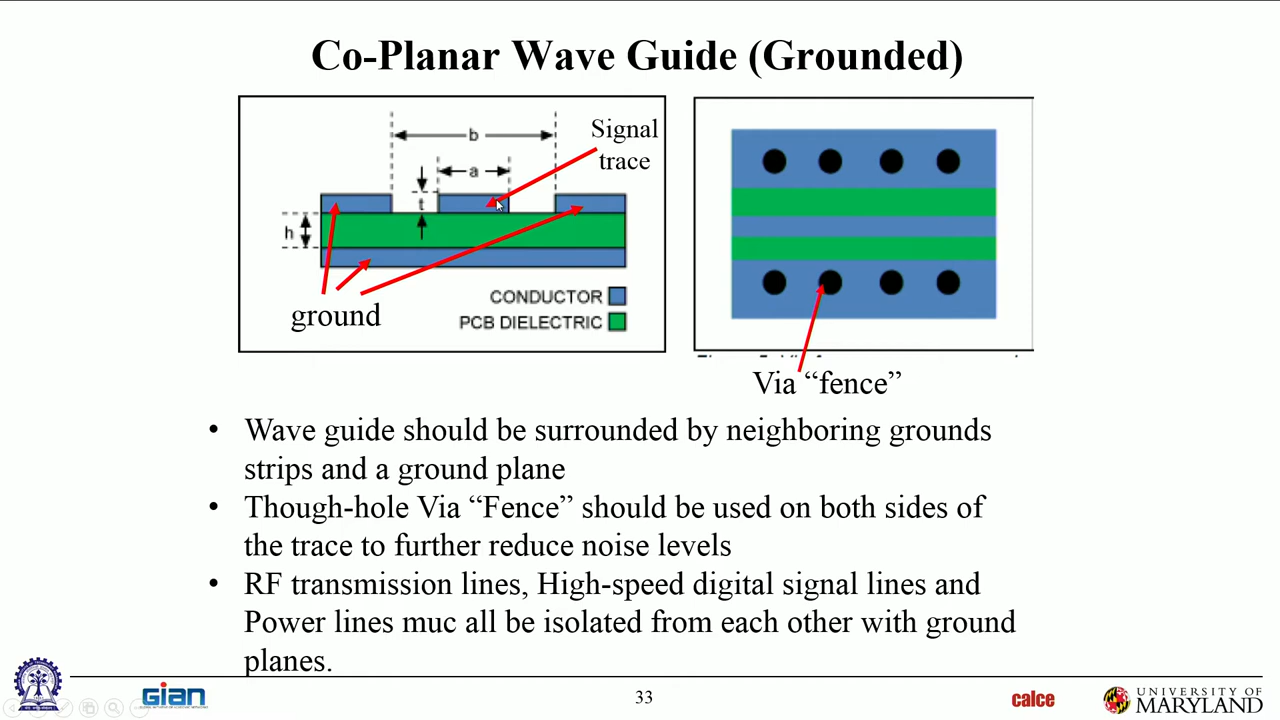 Co-Planar Wave Guide (Grounded)
b
Signal
trace
a
t
h
ground
CONDUCTOR
PCB DIELECTRIC
Via “fence”
• Wave guide should be surrounded by neighboring grounds
strips and a ground plane
• Though-hole Via “Fence” should be used on both sides of
the trace to further reduce noise levels
• RF transmission lines, High-speed digital signal lines and
Power lines muc all be isolated from each other with ground
planes.
gian
33
calce
UNIVERSITY OF
MARYLAND